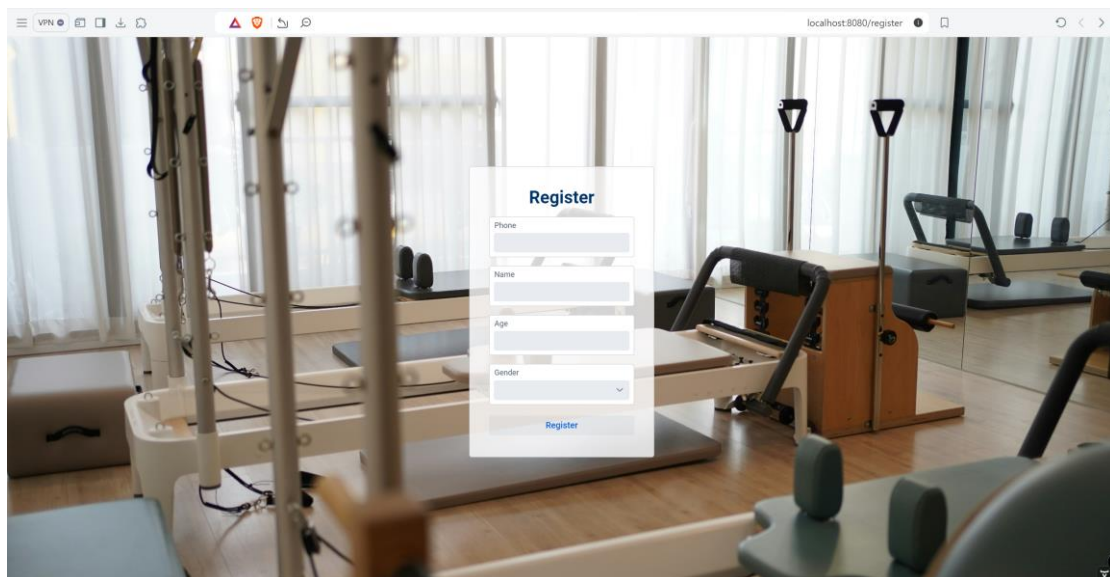 VPN
localhost:8080/register
Register
Phone
Name
Age
Gender
Register